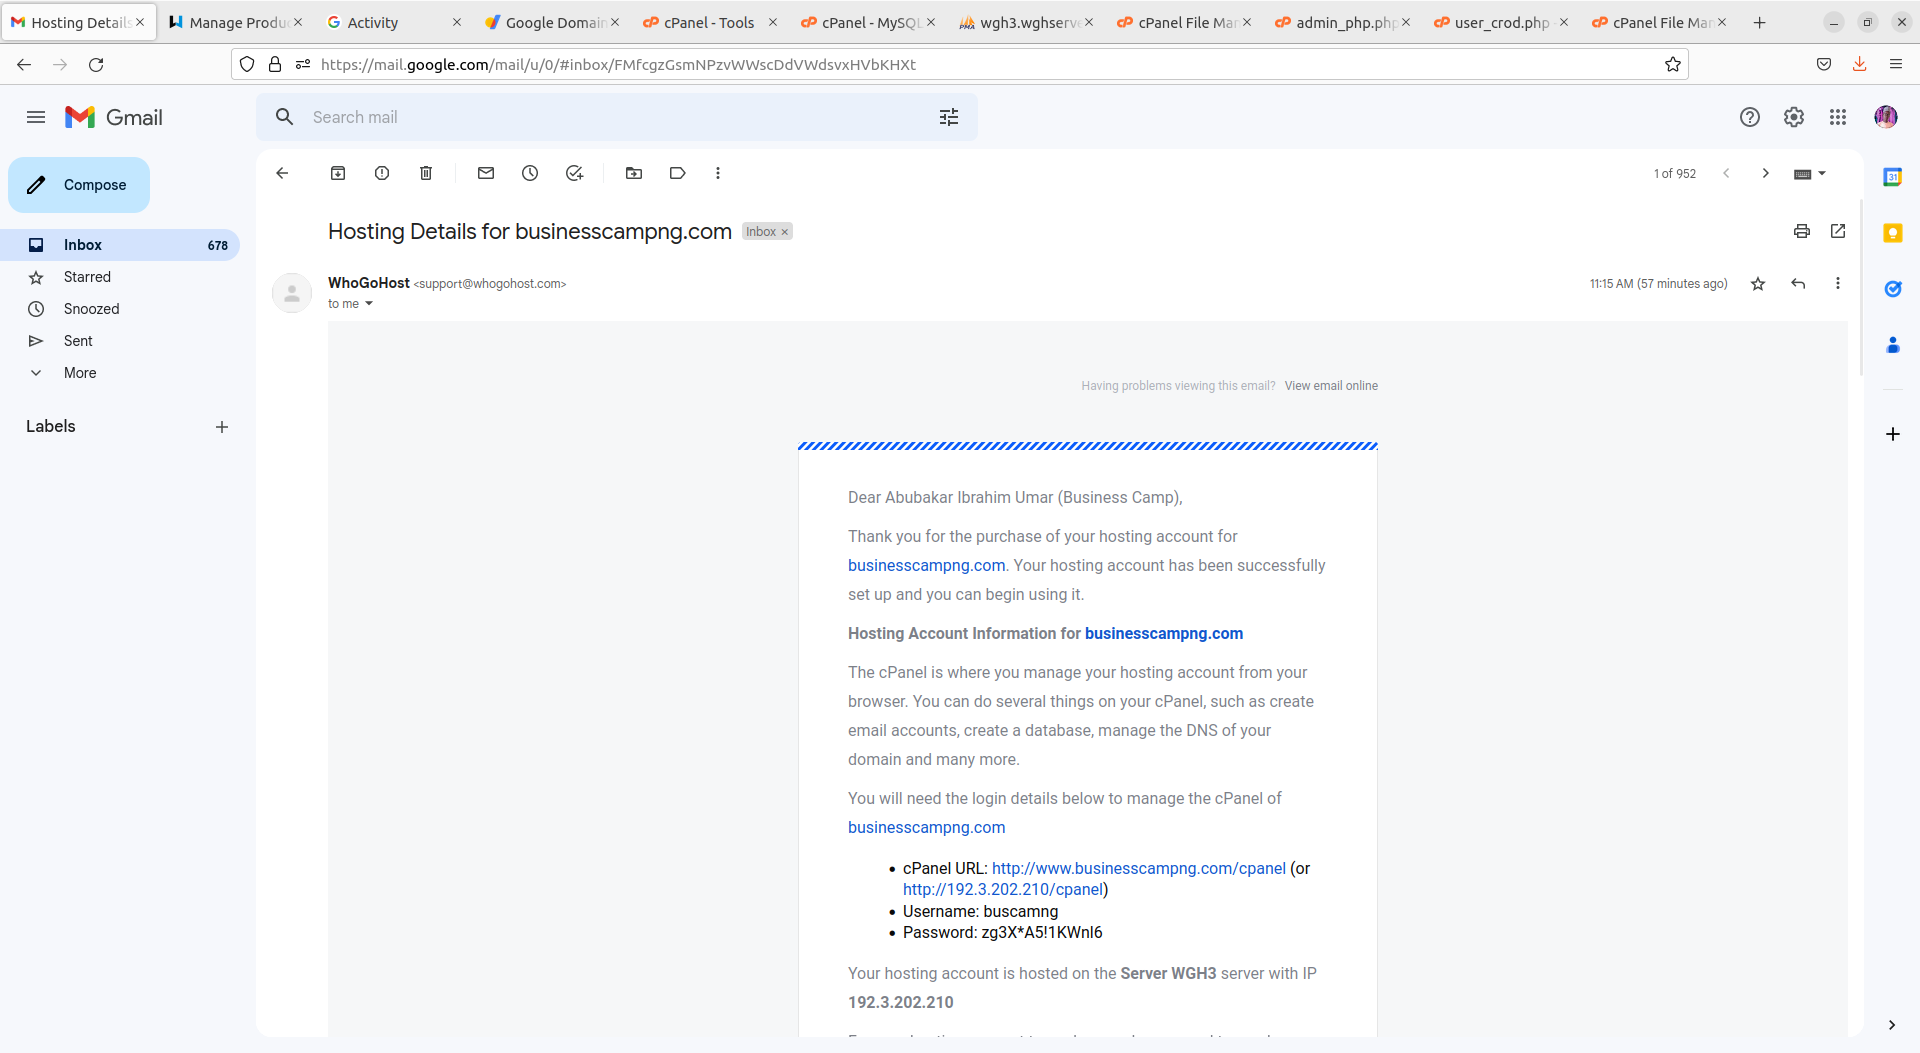 Hosting Details
Manage Produc
Activity
Google Domain
cPanel - Tools
cPanel - MySQL
wgh3.wghserve
cPanel File Man
admin_php.php
user_crod.php -
cPanel File Man
https://mail.google.com/mail/u/0/#inbox/FMfcgzGsmNPzvWWscDdVWdsvxHVbKHXt
Gmail
Search mail
Compose
1 of 952
Inbox 678
Starred
Snoozed
Sent
More
Labels
Hosting Details for businesscampng.com Inbox ×
WhoGoHost <support@whogohost.com> 11:15 AM (57 minutes ago)
to me
Having problems viewing this email? View email online
Dear Abubakar Ibrahim Umar (Business Camp),
Thank you for the purchase of your hosting account for
businesscampng.com. Your hosting account has been successfully
set up and you can begin using it.
Hosting Account Information for businesscampng.com
The cPanel is where you manage your hosting account from your
browser. You can do several things on your cPanel, such as create
email accounts, create a database, manage the DNS of your
domain and many more.
You will need the login details below to manage the cPanel of
businesscampng.com
• cPanel URL: http://www.businesscampng.com/cpanel (or
http://192.3.202.210/cpanel)
• Username: buscamng
• Password: zg3X*A5!1KWnl6
Your hosting account is hosted on the Server WGH3 server with IP
192.3.202.210